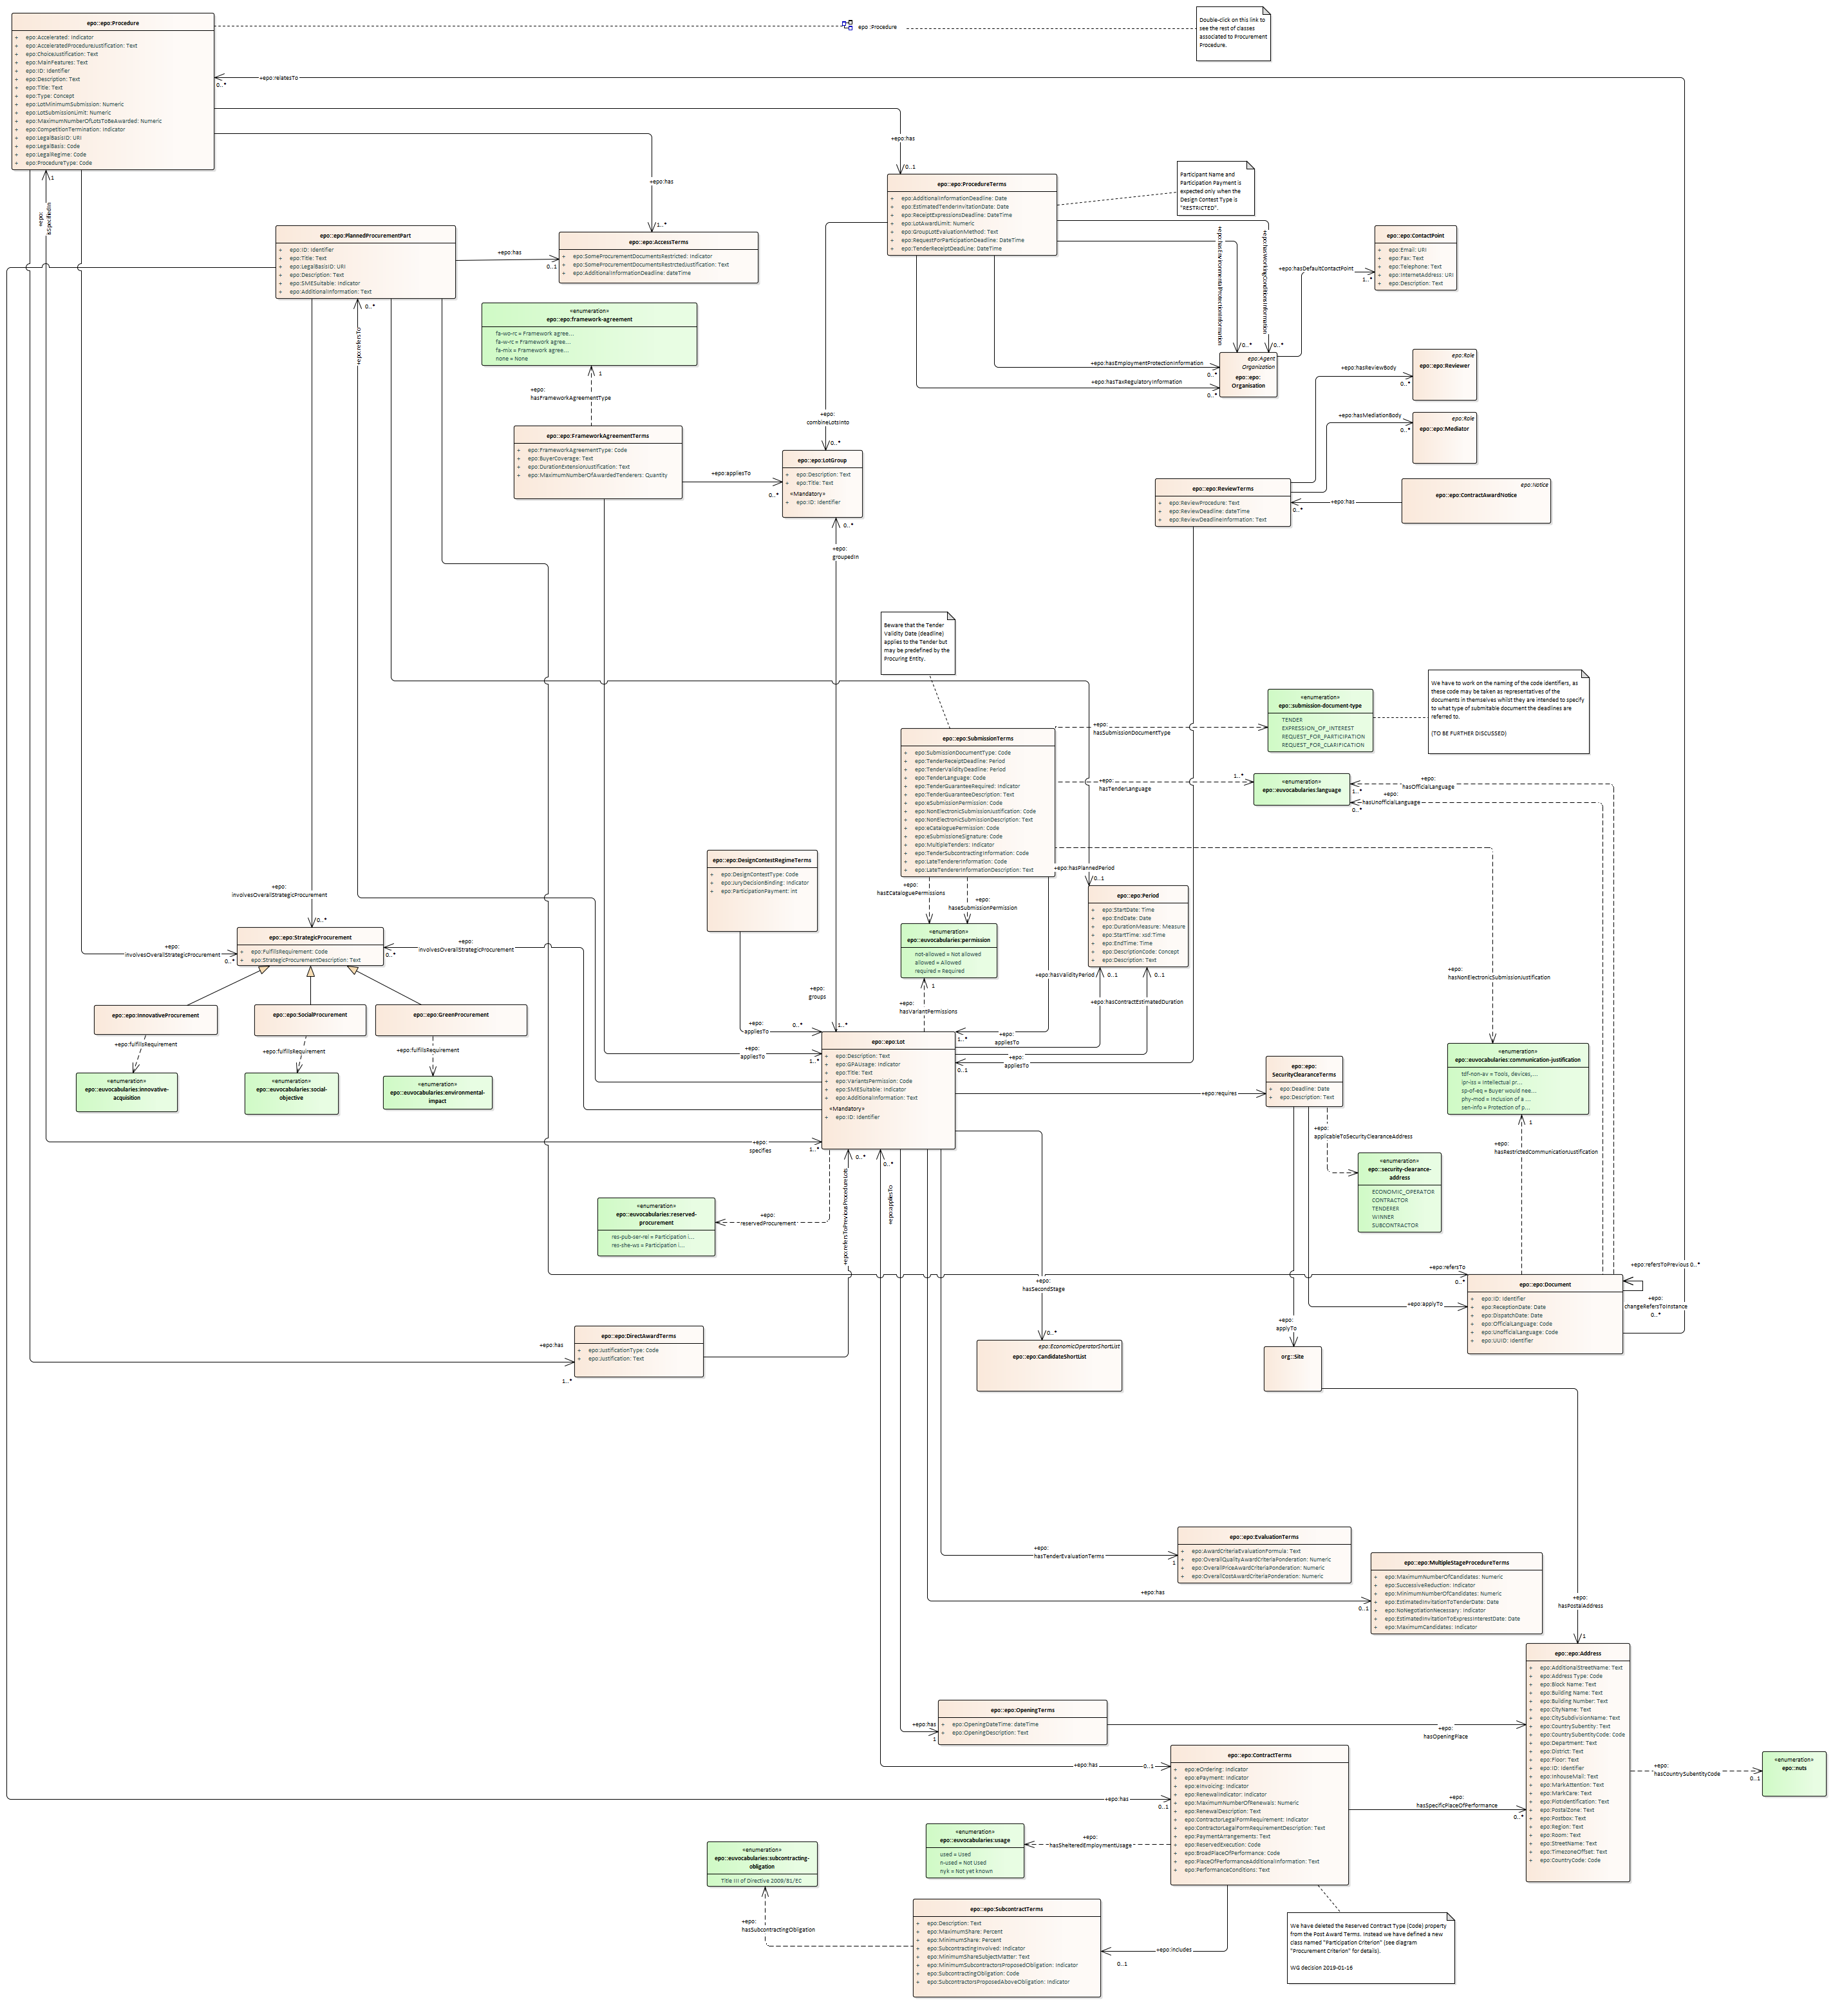 epo::epo:Procedure
+ epo:Accelerated: Indicator
+ epo:AcceleratedProcedureJustification: Text
+ epo:ChoiceJustification: Text
+ epo:MainFeatures: Text
+ epo:ID: Identifier
+ epo:Description: Text
+ epo:Title: Text
+ epo:Type: Concept
+ epo:LotMinimumSubmission: Numeric
+ epo:LotSubmissionLimit: Numeric
+ epo:MaximumNumberOfLotsToBeAwarded: Numeric
+ epo:CompetitionTermination: Indicator
+ epo:LegalBasisID: URI
+ epo:LegalBasis: Code
+ epo:LegalRegime: Code
+ epo:ProcedureType: Code
epo :Procedure
Double-click on this link to
see the rest of classes
associated to Procurement
Procedure.
+epo:relatesTo
0..*
+epo:has
0..1
+epo:has
1..*
1
+epo:
isSpecifiedIn
epo::epo:ProcedureTerms
+ epo:AdditionalInformationDeadline: Date
+ epo:EstimatedTenderInvitationDate: Date
+ epo:ReceiptExpressionsDeadline: DateTime
+ epo:LotAwardLimit: Numeric
+ epo:GroupLotEvaluationMethod: Text
+ epo:RequestForParticipationDeadline: DateTime
+ epo:TenderReceiptDeadLine: DateTime
Participant Name and
Participation Payment is
expected only when the
Design Contest Type is
"RESTRICTED".
epo::epo:PlannedProcurementPart
+ epo:ID: Identifier
+ epo:Title: Text
+ epo:LegalBasisID: URI
+ epo:Description: Text
+ epo:SMESuitable: Indicator
+ epo:AdditionalInformation: Text
+epo:has
0..1
epo::epo:AccessTerms
+ epo:SomeProcurementDocumentsRestricted: Indicator
+ epo:SomeProcurementDocumentsRestrictedJustification: Text
+ epo:AdditionalInformationDeadline: dateTime
epo::epo:ContactPoint
+ epo:Email: URI
+ epo:Fax: Text
+ epo:Telephone: Text
+ epo:InternetAddress: URI
+ epo:Description: Text
+epo:hasDefaultContactPoint
1..*
+epo:hasEnvironmentalProtectionInformation
0..*
+epo:hasWorkingConditionsInformation
0..*
+epo:hasEmploymentProtectionInformation
0..*
+epo:hasTaxRegulatoryInformation
0..*
epo:Agent
Organization
epo::epo:
Organisation
«enumeration»
epo::epo:framework-agreement
fa-wo-rc = Framework agree...
fa-w-rc = Framework agree...
fa-mix = Framework agree...
none = None
1
+epo:
hasFrameworkAgreementType
0..*
+epo:refersTo
+epo:
combineLotsInto
0..*
epo:Role
epo::epo:Reviewer
+epo:hasReviewBody
0..*
epo:Role
epo::epo:Mediator
+epo:hasMediationBody
0..*
epo::epo:FrameworkAgreementTerms
+ epo:FrameworkAgreementType: Code
+ epo:BuyerCoverage: Text
+ epo:DurationExtensionJustification: Text
+ epo:MaximumNumberOfAwardedTenderers: Quantity
+epo:appliesTo
0..*
epo::epo:LotGroup
+ epo:Description: Text
+ epo:Title: Text
«Mandatory»
+ epo:ID: Identifier
0..*
+epo:
groupedIn
epo::epo:ReviewTerms
+ epo:ReviewProcedure: Text
+ epo:ReviewDeadline: dateTime
+ epo:ReviewDeadlineInformation: Text
+epo:has
0..*
epo:Notice
epo::epo:ContractAwardNotice
Beware that the Tender
Validity Date (deadline)
applies to the Tender but
may be predefined by the
Procuring Entity.
epo::epo:SubmissionTerms
+ epo:SubmissionDocumentType: Code
+ epo:TenderReceiptDeadline: Period
+ epo:TenderValidityDeadline: Period
+ epo:TenderLanguage: Code
+ epo:TenderGuaranteeRequired: Indicator
+ epo:TenderGuaranteeDescription: Text
+ epo:eSubmissionPermission: Code
+ epo:NonElectronicSubmissionJustification: Code
+ epo:NonElectronicSubmissionDescription: Text
+ epo:eCataloguePermission: Code
+ epo:eSubmissioneSignature: Code
+ epo:MultipleTenders: Indicator
+ epo:TenderSubcontractingInformation: Code
+ epo:LateTendererInformation: Code
+ epo:LateTendererInformationDescription: Text
+epo:
hasSubmissionDocumentType
«enumeration»
epo::submission-document-type
TENDER
EXPRESSION_OF_INTEREST
REQUEST_FOR_PARTICIPATION
REQUEST_FOR_CLARIFICATION
We have to work on the naming of the code identifiers, as
these code may be taken as representatives of the
documents in themselves whilst they are intended to specify
to what type of submitable document the deadlines are
referred to.
(TO BE FURTHER DISCUSSED)
+epo:
hasTenderLanguage
1..*
«enumeration»
epo::euvocabularies:language
+epo:
hasOfficialLanguage
1..*
+epo:
hasUnofficialLanguage
0..*
epo::epo:DesignContestRegimeTerms
+ epo:DesignContestType: Code
+ epo:JuryDecisionBinding: Indicator
+ epo:ParticipationPayment: int
+epo:hasPlannedPeriod
0..1
+epo:
hasECataloguePermissions
+epo:
haseSubmissionPermission
epo::epo:Period
+ epo:StartDate: Time
+ epo:EndDate: Date
+ epo:DurationMeasure: Measure
+ epo:StartTime: xsd:Time
+ epo:EndTime: Time
+ epo:DescriptionCode: Concept
+ epo:Description: Text
«enumeration»
epo::euvocabularies:permission
not-allowed = Not allowed
allowed = Allowed
required = Required
1
+epo:
hasVariantPermissions
+epo:hasValidityPeriod
0..1
0..1
+epo:hasContractEstimatedDuration
+epo:
involvesOverallStrategicProcurement
0..*
epo::epo:StrategicProcurement
+ epo:FulfillsRequirement: Code
+ epo:StrategicProcurementDescription: Text
+epo:
involvesOverallStrategicProcurement
0..*
+epo:
involvesOverallStrategicProcurement
0..*
+epo:
hasNonElectronicSubmissionJustification
epo::epo:InnovativeProcurement
epo::epo:SocialProcurement
epo::epo:GreenProcurement
+epo:fulfillsRequirement
+epo:fulfillsRequirement
+epo:fulfillsRequirement
«enumeration»
epo::euvocabularies:innovative-
acquisition
«enumeration»
epo::euvocabularies:social-
objective
«enumeration»
epo::euvocabularies:environmental-
impact
+epo:
groups
1..*
+epo:
appliesTo
0..*
+epo:
appliesTo
1..*
1..*
+epo:
appliesTo
0..1
+epo:
appliesTo
epo::epo:Lot
+ epo:Description: Text
+ epo:GPAUsage: Indicator
+ epo:Title: Text
+ epo:VariantsPermission: Code
+ epo:SMESuitable: Indicator
+ epo:AdditionalInformation: Text
«Mandatory»
+ epo:ID: Identifier
+epo:
specifies
1..*
+epo:requires
epo::epo:
SecurityClearanceTerms
+ epo:Deadline: Date
+ epo:Description: Text
«enumeration»
epo::euvocabularies:communication-justification
tdf-non-av = Tools, devices,...
ipr-iss = Intellectual pr...
sp-of-eq = Buyer would nee...
phy-mod = Inclusion of a ...
sen-info = Protection of p...
1
+epo:
hasRestrictedCommunicationJustification
+epo:
applicableToSecurityClearanceAddress
«enumeration»
epo::security-clearance-
address
ECONOMIC_OPERATOR
CONTRACTOR
TENDERER
WINNER
SUBCONTRACTOR
«enumeration»
epo::euvocabularies:reserved-
procurement
res-pub-ser-rel = Participation i...
res-she-ws = Participation i...
+epo:
reservedProcurement
0..*
+epo:refersToPreviousProcedureLots
0..*
+epo:appliesTo
+epo:
hasSecondStage
0..*
+epo:refersTo
0..*
+epo:applyTo
+epo:
applyTo
epo::epo:Document
+ epo:ID: Identifier
+ epo:ReceptionDate: Date
+ epo:DispatchDate: Date
+ epo:OfficialLanguage: Code
+ epo:UnofficialLanguage: Code
+ epo:UUID: Identifier
+epo:refersToPrevious 0..*
+epo:
changeRefersToInstance
0..*
+epo:has
1..*
epo::epo:DirectAwardTerms
+ epo:JustificationType: Code
+ epo:Justification: Text
epo:EconomicOperatorShortList
epo::epo:CandidateShortList
org::Site
+epo:
hasPostalAddress
1
+epo:
hasTenderEvaluationTerms
1
epo::epo:EvaluationTerms
+ epo:AwardCriteriaEvaluationFormula: Text
+ epo:OverallQualityAwardCriteriaPonderation: Numeric
+ epo:OverallPriceAwardCriteriaPonderation: Numeric
+ epo:OverallCostAwardCriteriaPonderation: Numeric
+epo:has
0..1
epo::epo:MultipleStageProcedureTerms
+ epo:MaximumNumberOfCandidates: Numeric
+ epo:SuccessiveReduction: Indicator
+ epo:MinimumNumberOfCandidates: Numeric
+ epo:EstimatedInvitationToTenderDate: Date
+ epo:NoNegotiationNecessary: Indicator
+ epo:EstimatedInvitationToExpressInterestDate: Date
+ epo:MaximumCandidates: Indicator
epo::epo:Address
+ epo:AdditionalStreetName: Text
+ epo:Address Type: Code
+ epo:Block Name: Text
+ epo:Building Name: Text
+ epo:Building Number: Text
+ epo:CityName: Text
+ epo:CitySubdivisionName: Text
+ epo:CountrySubentity: Text
+ epo:CountrySubentityCode: Code
+ epo:Department: Text
+ epo:District: Text
+ epo:Floor: Text
+ epo:ID: Identifier
+ epo:InhouseMail: Text
+ epo:MarkAttention: Text
+ epo:MarkCare: Text
+ epo:PlotIdentification: Text
+ epo:PostalZone: Text
+ epo:Postbox: Text
+ epo:Region: Text
+ epo:Room: Text
+ epo:StreetName: Text
+ epo:TimezoneOffset: Text
+ epo:CountryCode: Code
+epo:has
1
epo::epo:OpeningTerms
+ epo:OpeningDateTime: dateTime
+ epo:OpeningDescription: Text
+epo:
hasOpeningPlace
+epo:
hasCountrySubentityCode
0..1
«enumeration»
epo::nuts
+epo:has
0..1
+epo:has
0..1
epo::epo:ContractTerms
+ epo:eOrdering: Indicator
+ epo:ePayment: Indicator
+ epo:eInvoicing: Indicator
+ epo:RenewalIndicator: Indicator
+ epo:MaximumNumberOfRenewals: Numeric
+ epo:RenewalDescription: Text
+ epo:ContractorLegalFormRequirement: Indicator
+ epo:ContractorLegalFormRequirementDescription: Text
+ epo:PaymentArrangements: Text
+ epo:ReservedExecution: Code
+ epo:BroadPlaceOfPerformance: Code
+ epo:PlaceOfPerformanceAdditionalInformation: Text
+ epo:PerformanceConditions: Text
+epo:
hasSpecificPlaceOfPerformance
0..*
«enumeration»
epo::euvocabularies:usage
used = Used
n-used = Not Used
nyk = Not yet known
+epo:
hasShelteredEmploymentUsage
«enumeration»
epo::euvocabularies:subcontracting-
obligation
Title III of Directive 2009/81/EC
+epo:
hasSubcontractingObligation
epo::epo:SubcontractTerms
+ epo:Description: Text
+ epo:MaximumShare: Percent
+ epo:MinimumShare: Percent
+ epo:SubcontractingInvolved: Indicator
+ epo:MinimumShareSubjectMatter: Text
+ epo:MinimumSubcontractorsProposedObligation: Indicator
+ epo:SubcontractingObligation: Code
+ epo:SubcontractorsProposedAboveObligation: Indicator
+epo:includes
0..1
We have deleted the Reserved Contract Type (Code) property
from the Post Award Terms. Instead we have defined a new
class named "Participation Criterion" (see diagram
"Procurement Criterion" for details).
WG decision 2019-01-16